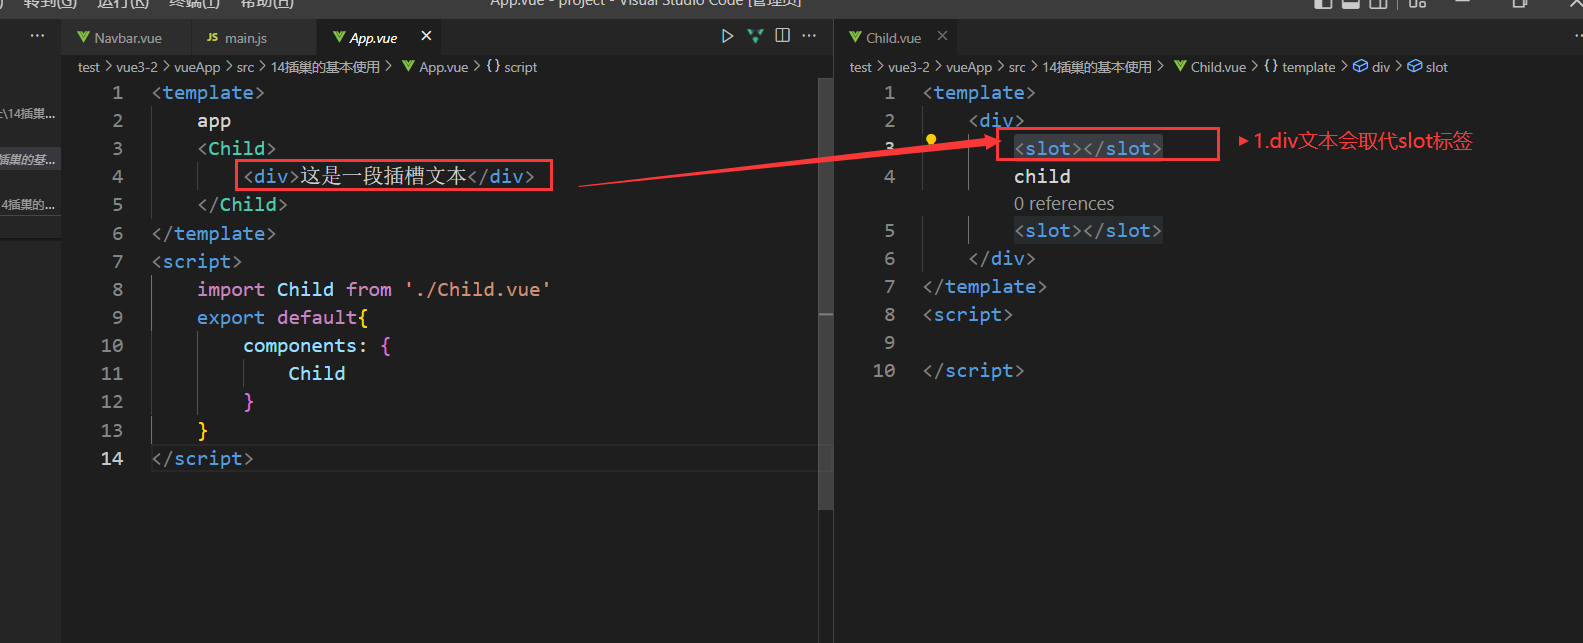 转到(G) 运行(R) 终端(T) 帮助(H) App.vue - project - Visual Studio Code [管理员]
Navbar.vue JS main.js App.vue
test > vue3-2 > vueApp > src > 14插巢的基本使用 > App.vue > {} script
:\14插巢...
插巢的基...
4插巢的...
1 <template>
2 app
3 <Child>
4 <div>这是一段插槽文本</div>
5 </Child>
6 </template>
7 <script>
8 import Child from './Child.vue'
9 export default{
10 components: {
11 Child
12 }
13 }
14 </script>
Child.vue
test > vue3-2 > vueApp > src > 14插巢的基本使用 > Child.vue > {} template > div > slot
1 <template>
2 <div>
3 <slot></slot>
4 child
0 references
5 <slot></slot>
6 </div>
7 </template>
8 <script>
9
10 </script>
1.div文本会取代slot标签